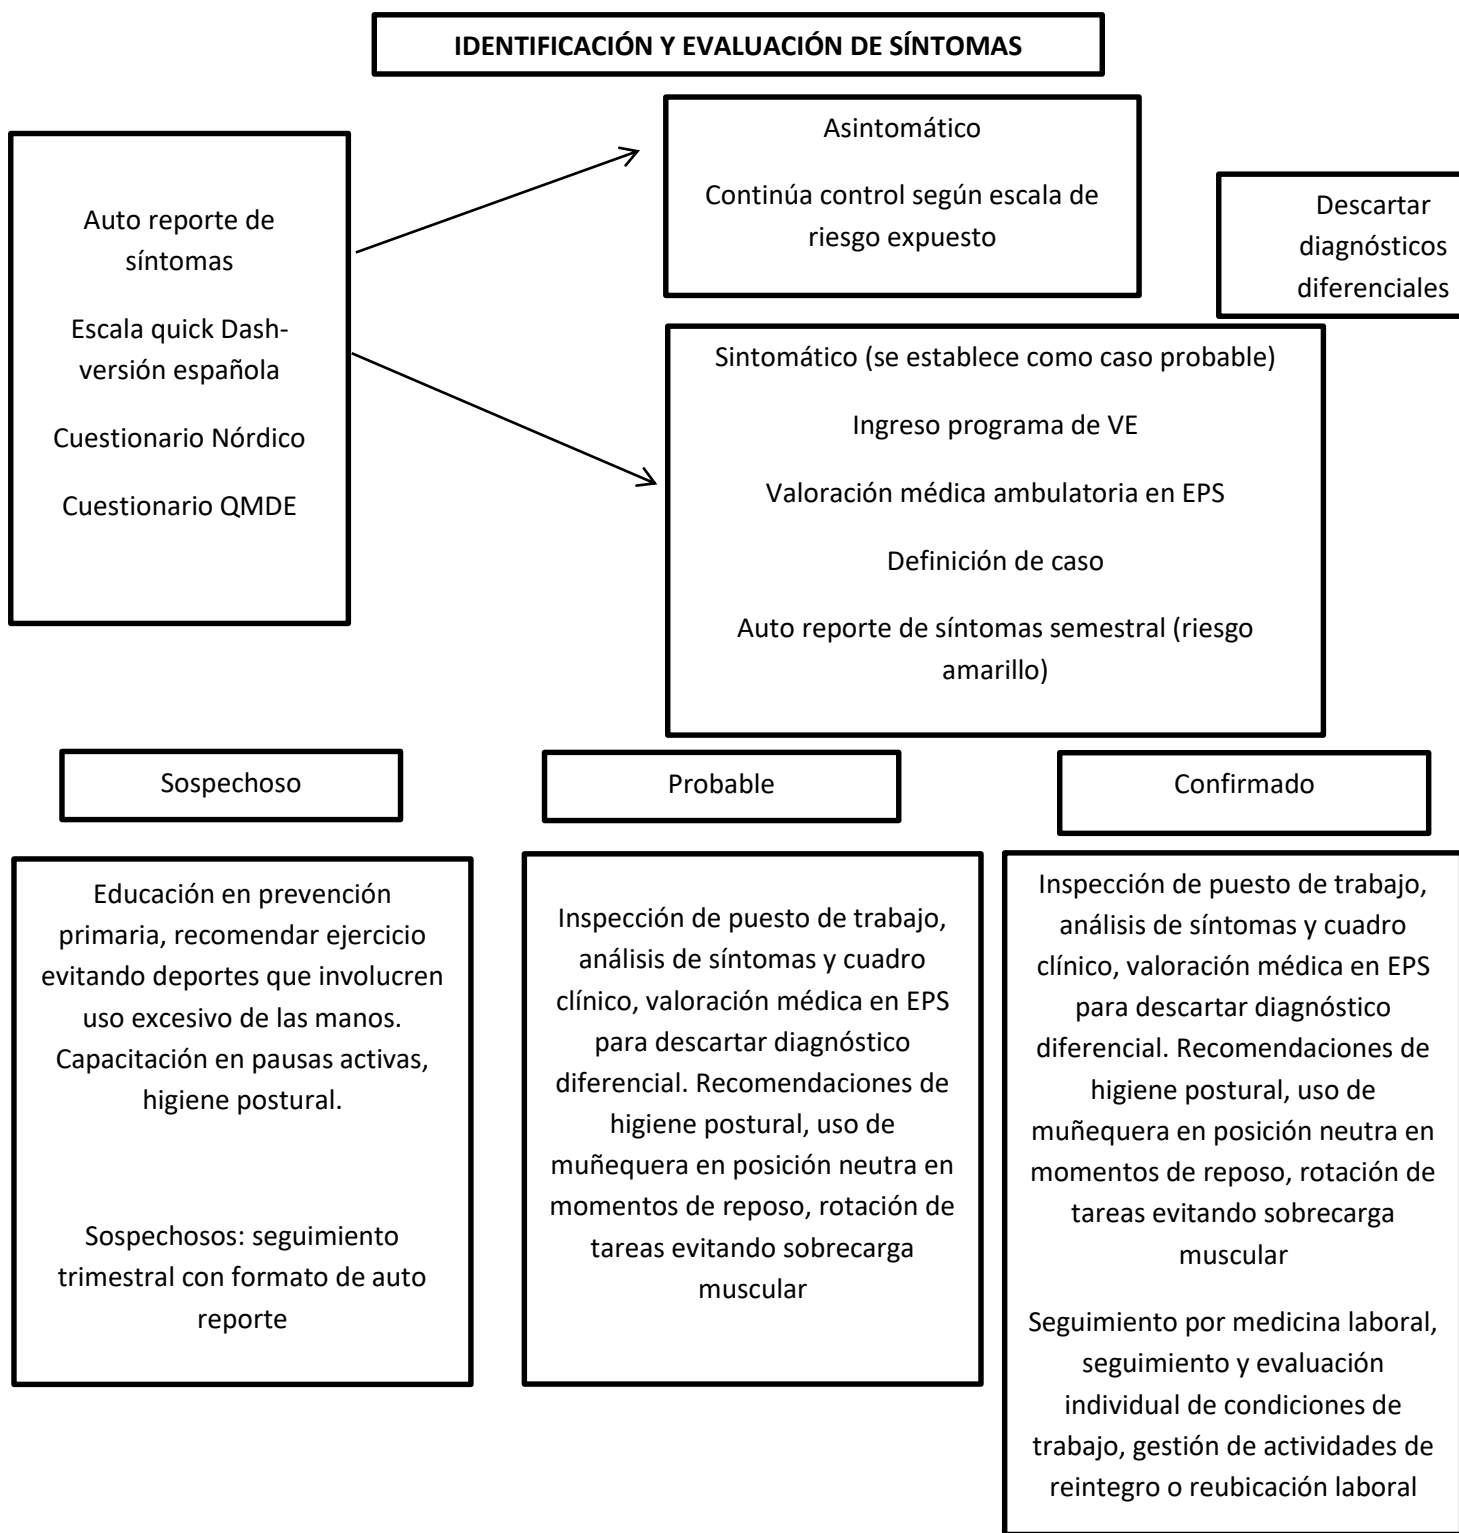 IDENTIFICACIÓN Y EVALUACIÓN DE SÍNTOMAS
Auto reporte de
síntomas
Escala quick Dash-
versión española
Cuestionario Nórdico
Cuestionario QMDE
Asintomático
Continúa control según escala de
riesgo expuesto
Descartar
diagnósticos
diferenciales
Sintomático (se establece como caso probable)
Ingreso programa de VE
Valoración médica ambulatoria en EPS
Definición de caso
Auto reporte de síntomas semestral (riesgo
amarillo)
Sospechoso
Probable
Confirmado
Educación en prevención
primaria, recomendar ejercicio
evitando deportes que involucren
uso excesivo de las manos.
Capacitación en pausas activas,
higiene postural.
Sospechosos: seguimiento
trimestral con formato de auto
reporte
Inspección de puesto de trabajo,
análisis de síntomas y cuadro
clínico, valoración médica en EPS
para descartar diagnóstico
diferencial. Recomendaciones de
higiene postural, uso de
muñequera en posición neutra en
momentos de reposo, rotación de
tareas evitando sobrecarga
muscular
Inspección de puesto de trabajo,
análisis de síntomas y cuadro
clínico, valoración médica en EPS
para descartar diagnóstico
diferencial. Recomendaciones de
higiene postural, uso de
muñequera en posición neutra en
momentos de reposo, rotación de
tareas evitando sobrecarga
muscular
Seguimiento por medicina laboral,
seguimiento y evaluación
individual de condiciones de
trabajo, gestión de actividades de
reintegro o reubicación laboral